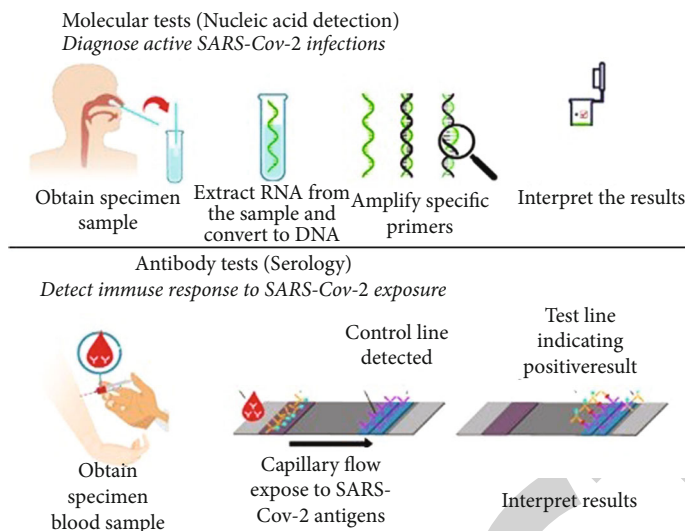 Molecular tests (Nucleic acid detection)
Diagnose active SARS-Cov-2 infections
Obtain specimen
sample
Extract RNA from
the sample and
convert to DNA
Amplify specific
primers
Interpret the results
Antibody tests (Serology)
Detect immune response to SARS-Cov-2 exposure
Obtain
specimen
blood sample
Control line
detected
Capillary flow
expose to SARS-
Cov-2 antigens
Test line
indicating
positiveresult
Interpret results